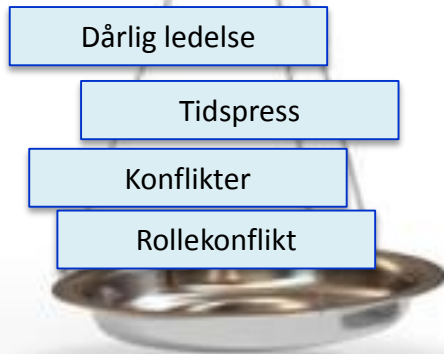 Dårlig ledelse
Tidspress
Konflikter
Rollekonflikt